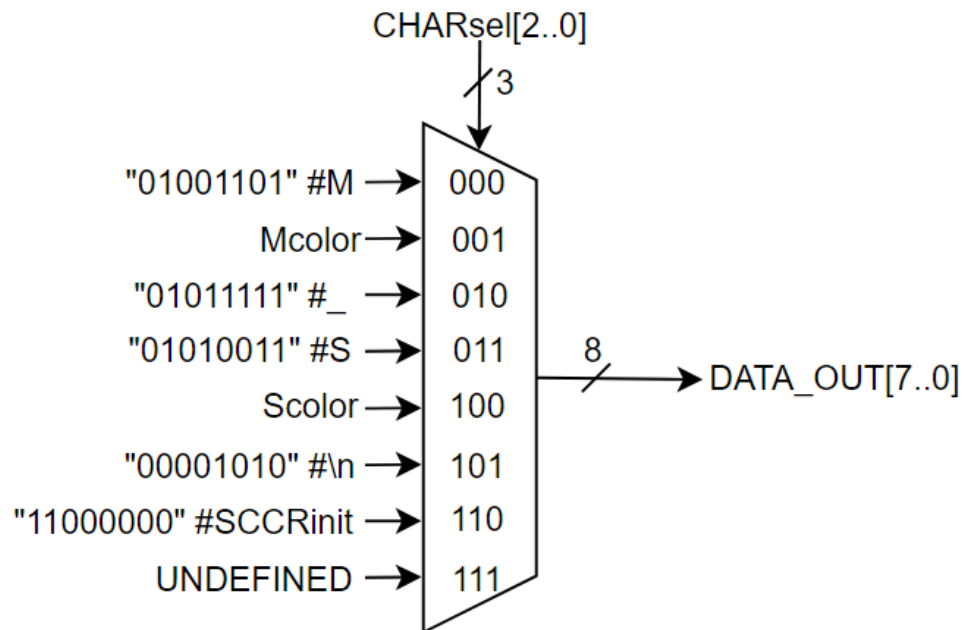 CHARsel[2..0]
3
"01001101" #M 000
Mcolor 001
"01011111" #_ 010
"01010011" #S 011
8
Scolor 100
DATA_OUT[7..0]
"00001010" #\n 101
"11000000" #SCCRinit 110
UNDEFINED 111